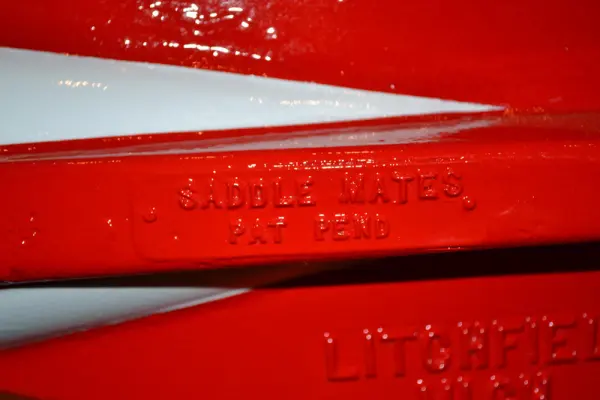 SADDLE MATES
PAT PEND
LITCHFIEL